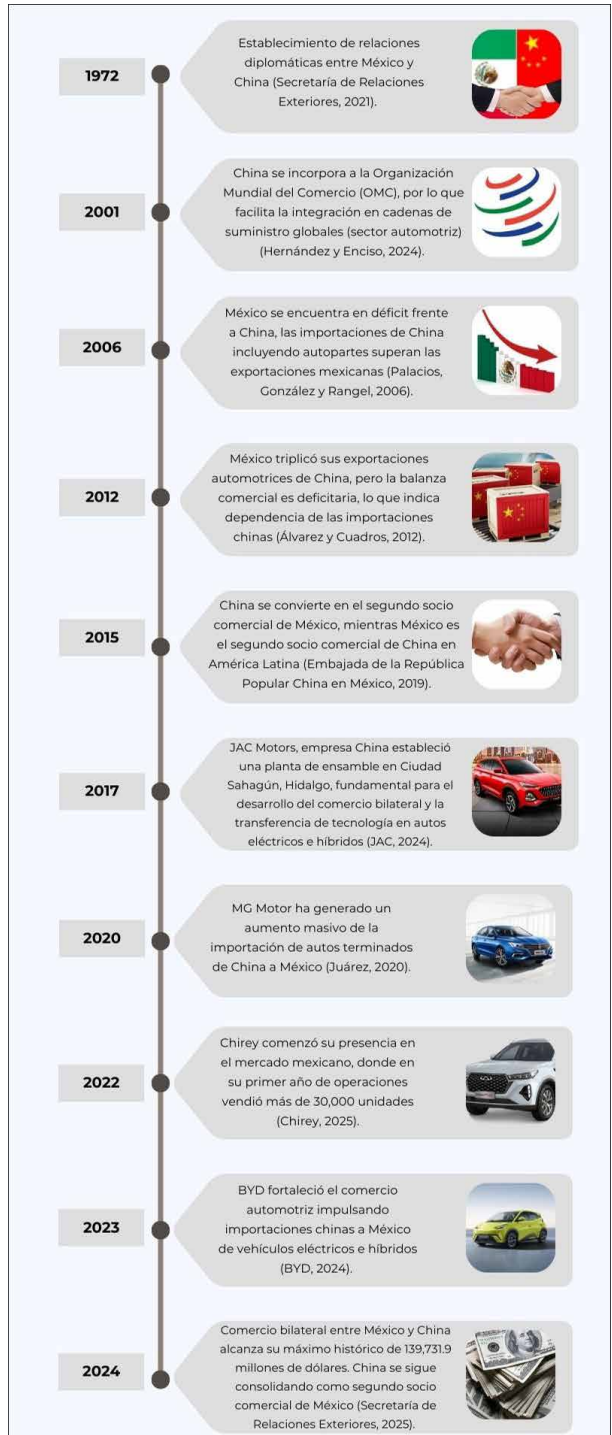 1972
Establecimiento de relaciones
diplomáticas entre México y
China (Secretaría de Relaciones
Exteriores, 2021).
2001
China se incorpora a la Organización
Mundial del Comercio (OMC), por lo que
facilita la integración en cadenas de
suministro globales (sector automotriz)
(Hernández y Enciso, 2024).
2006
México se encuentra en déficit frente
a China, las importaciones de China
incluyendo autopartes superan las
exportaciones mexicanas (Palacios,
González y Rangel, 2006).
2012
México triplicó sus exportaciones
automotrices de China, pero la balanza
comercial es deficitaria, lo que indica
dependencia de las importaciones
chinas (Álvarez y Cuadros, 2012).
2015
China se convierte en el segundo socio
comercial de México, mientras México es
el segundo socio comercial de China en
América Latina (Embajada de la República
Popular China en México, 2019).
2017
JAC Motors, empresa China estableció
una planta de ensamble en Ciudad
Sahagún, Hidalgo, fundamental para el
desarrollo del comercio bilateral y la
transferencia de tecnología en autos
eléctricos e híbridos (JAC, 2024).
2020
MG Motor ha generado un
aumento masivo de la
importación de autos terminados
de China a México (Juárez, 2020).
2022
Chirey comenzó su presencia en
el mercado mexicano, donde en
su primer año de operaciones
vendió más de 30,000 unidades
(Chirey, 2025).
2023
BYD fortaleció el comercio
automotriz impulsando
importaciones chinas a México
de vehículos eléctricos e híbridos
(BYD, 2024).
2024
Comercio bilateral entre México y China
alcanza su máximo histórico de 139,731.9
millones de dólares. China se sigue
consolidando como segundo socio
comercial de México (Secretaría de
Relaciones Exteriores, 2025).